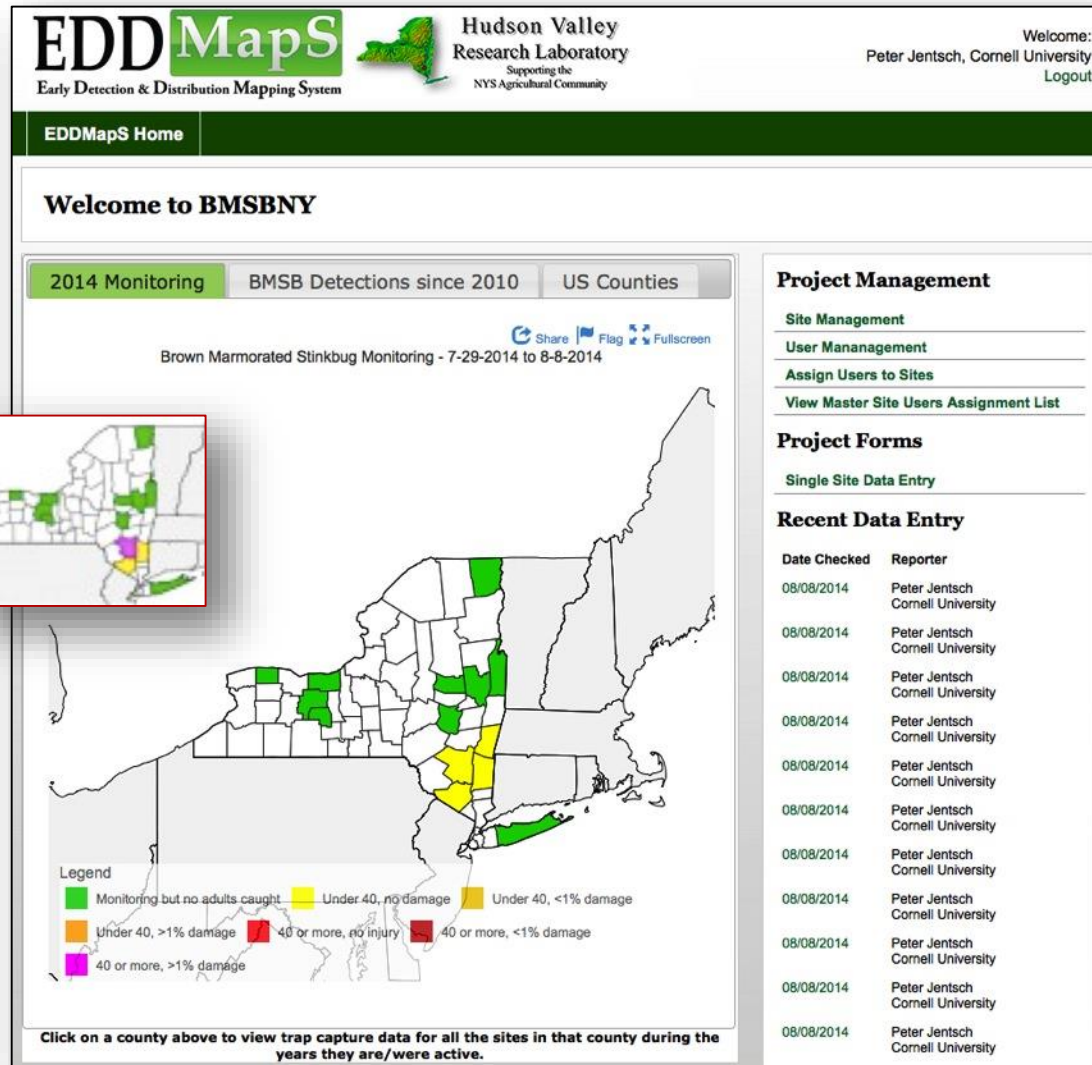 EDDMapS
Early Detection & Distribution Mapping System
Hudson Valley
Research Laboratory
Supporting the
NYS Agricultural Community
Welcome:
Peter Jentsch, Cornell University
Logout
EDDMapS Home
Welcome to BMSBNY
2014 Monitoring
BMSB Detections since 2010
US Counties
Share
Flag
Fullscreen
Brown Marmorated Stinkbug Monitoring - 7-29-2014 to 8-8-2014
Legend
Monitoring but no adults caught
Under 40, no damage
Under 40, <1% damage
Under 40, >1% damage
40 or more, no injury
40 or more, <1% damage
40 or more, >1% damage
Click on a county above to view trap capture data for all the sites in that county during the
years they are/were active.
Project Management
Site Management
User Mananagement
Assign Users to Sites
View Master Site Users Assignment List
Project Forms
Single Site Data Entry
Recent Data Entry
Date Checked Reporter
08/08/2014 Peter Jentsch
Cornell University
08/08/2014 Peter Jentsch
Cornell University
08/08/2014 Peter Jentsch
Cornell University
08/08/2014 Peter Jentsch
Cornell University
08/08/2014 Peter Jentsch
Cornell University
08/08/2014 Peter Jentsch
Cornell University
08/08/2014 Peter Jentsch
Cornell University
08/08/2014 Peter Jentsch
Cornell University
08/08/2014 Peter Jentsch
Cornell University
08/08/2014 Peter Jentsch
Cornell University
08/08/2014 Peter Jentsch
Cornell University